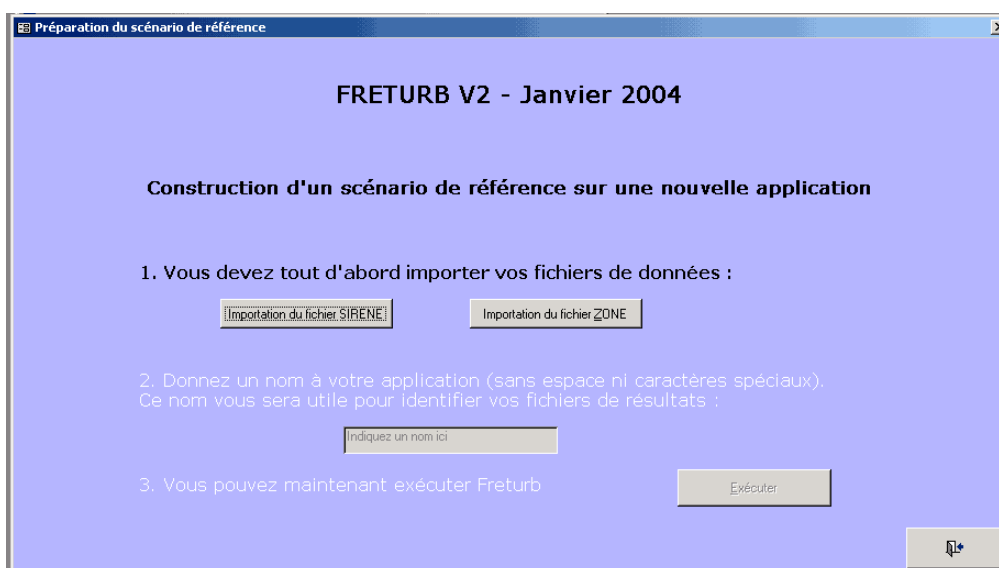 Préparation du scénario de référence
FRETURB V2 - Janvier 2004
Construction d'un scénario de référence sur une nouvelle application
1. Vous devez tout d'abord importer vos fichiers de données :
Importation du fichier SIRENE
Importation du fichier ZONE
2. Donnez un nom à votre application (sans espace ni caractères spéciaux).
Ce nom vous sera utile pour identifier vos fichiers de résultats :
Indiquez un nom ici
3. Vous pouvez maintenant exécuter Freturb
Exécuter